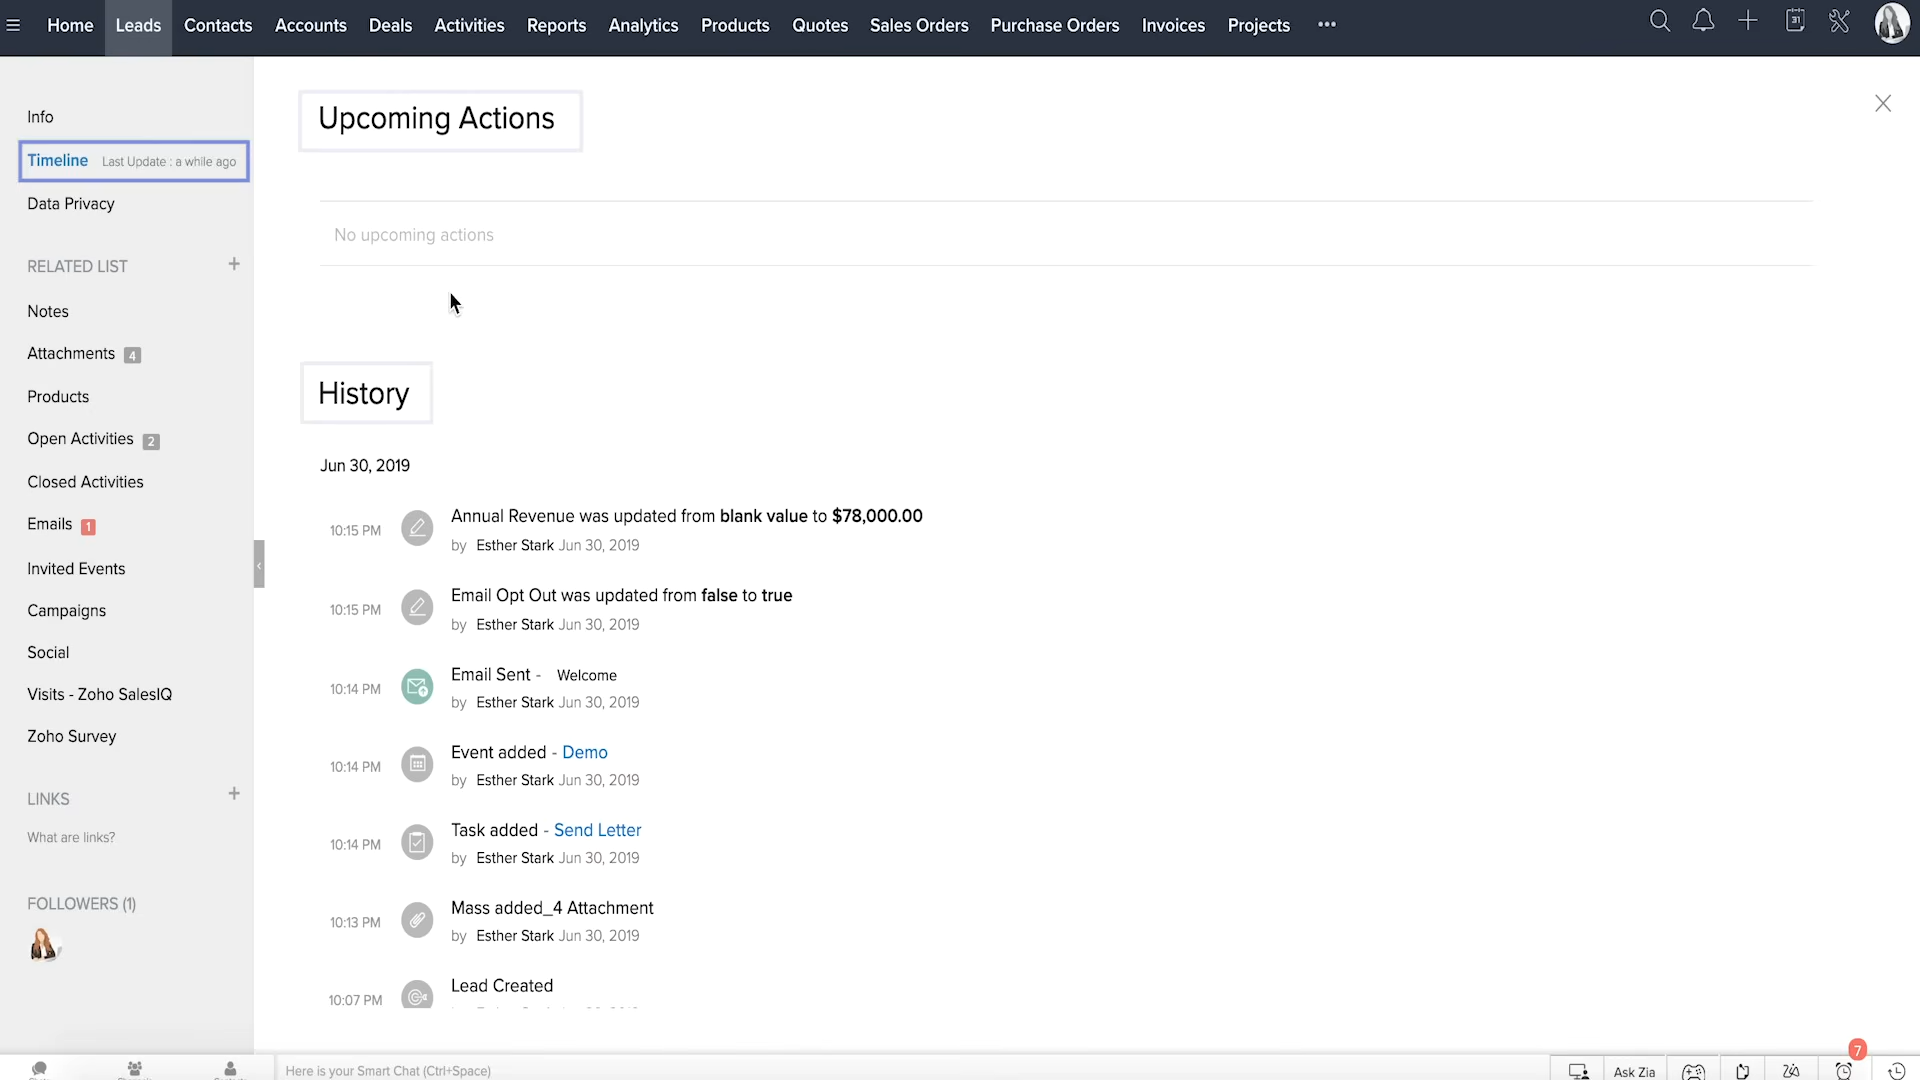 Home Leads Contacts Accounts Deals Activities Reports Analytics Products Quotes Sales Orders Purchase Orders Invoices Projects •••
31
Info
Timeline Last Update : a while ago
Data Privacy
RELATED LIST +
Notes
Attachments 4
Products
Open Activities 2
Closed Activities
Emails 1
Invited Events
Campaigns
Social
Visits - Zoho SalesIQ
Zoho Survey
LINKS +
What are links?
FOLLOWERS (1)
Upcoming Actions
No upcoming actions
History
Jun 30, 2019
10:15 PM Annual Revenue was updated from blank value to $78,000.00
by Esther Stark Jun 30, 2019
10:15 PM Email Opt Out was updated from false to true
by Esther Stark Jun 30, 2019
10:14 PM Email Sent - Welcome
by Esther Stark Jun 30, 2019
10:14 PM Event added - Demo
by Esther Stark Jun 30, 2019
10:14 PM Task added - Send Letter
by Esther Stark Jun 30, 2019
10:13 PM Mass added_4 Attachment
by Esther Stark Jun 30, 2019
10:07 PM Lead Created
Here is your Smart Chat (Ctrl+Space)
Ask Zia
7